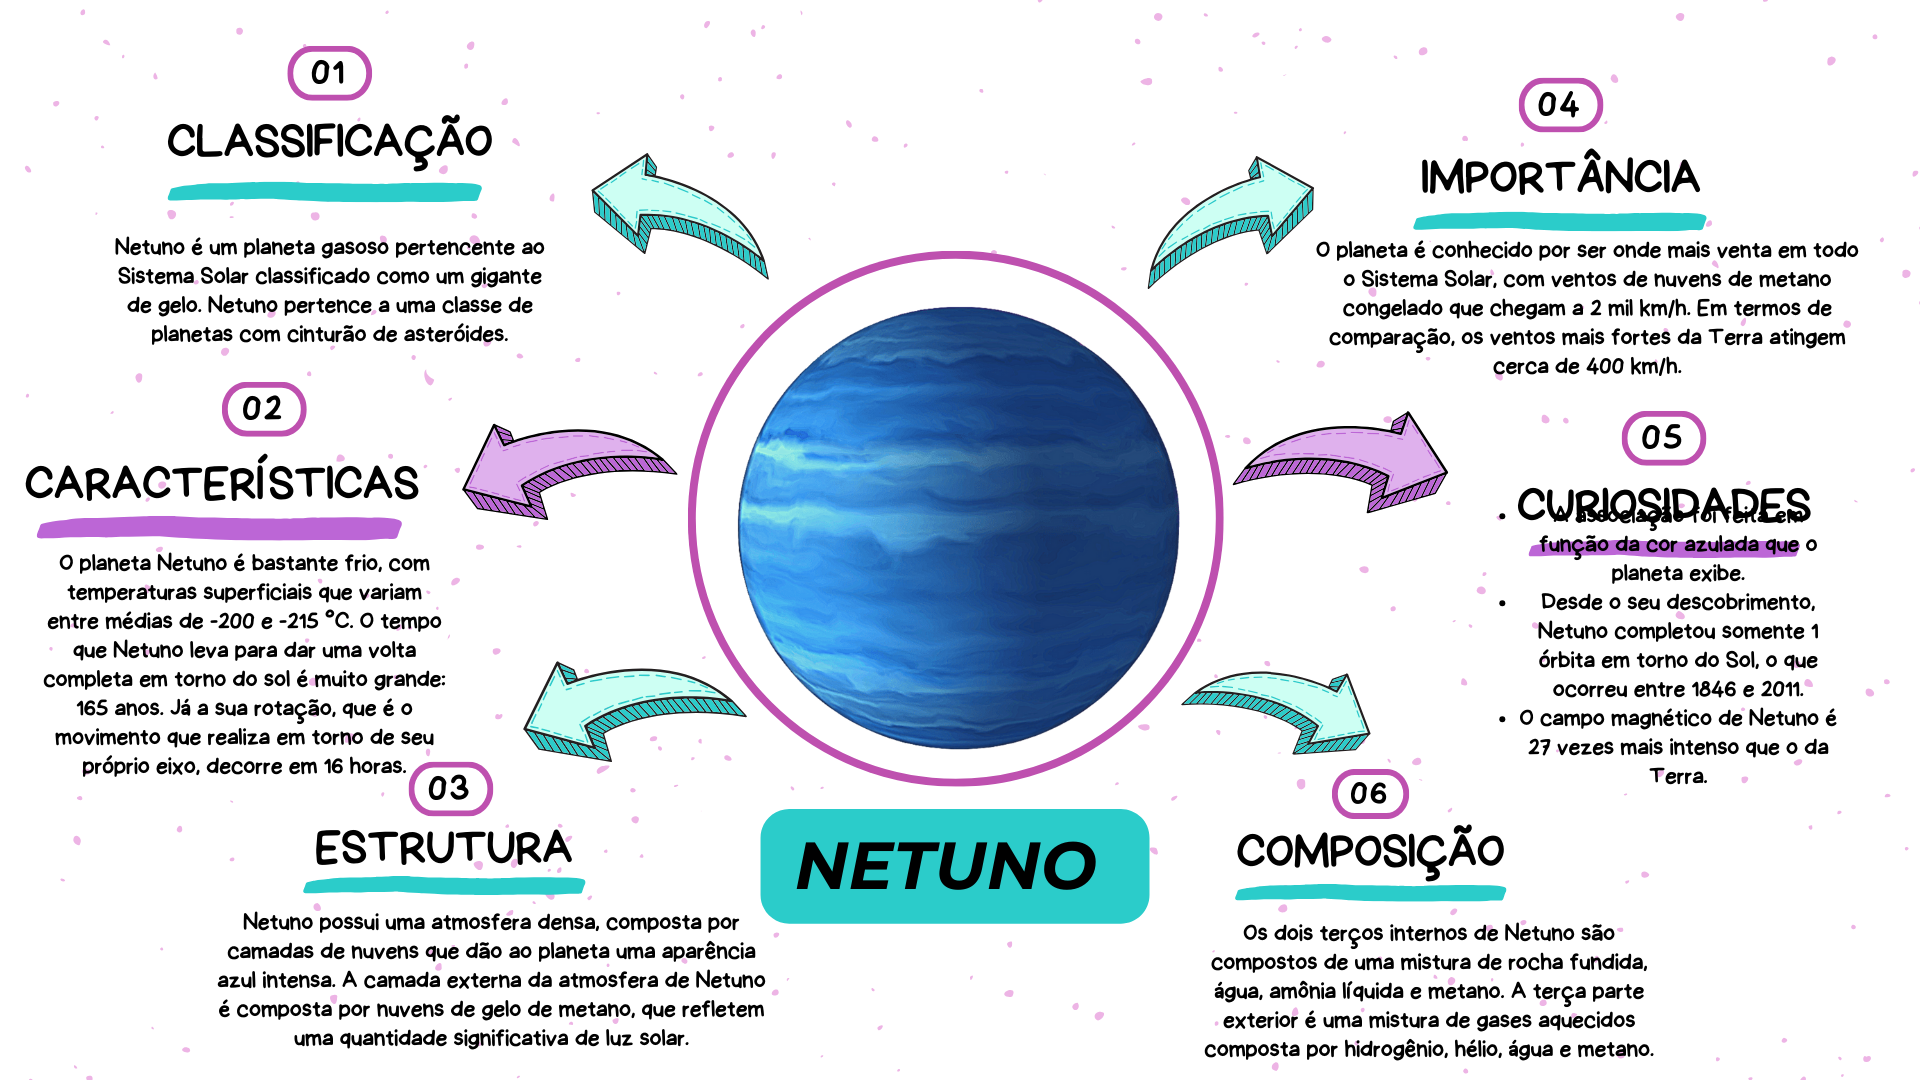 01
CLASSIFICAÇÃO
Netuno é um planeta gasoso pertencente ao
Sistema Solar classificado como um gigante
de gelo. Netuno pertence a uma classe de
planetas com cinturão de asteróides.
02
CARACTERÍSTICAS
O planeta Netuno é bastante frio, com
temperaturas superficiais que variam
entre médias de -200 e -215 °C. O tempo
que Netuno leva para dar uma volta
completa em torno do sol é muito grande:
165 anos. Já a sua rotação, que é o
movimento que realiza em torno de seu
próprio eixo, decorre em 16 horas.
03
ESTRUTURA
Netuno possui uma atmosfera densa, composta por
camadas de nuvens que dão ao planeta uma aparência
azul intensa. A camada externa da atmosfera de Netuno
é composta por nuvens de gelo de metano, que refletem
uma quantidade significativa de luz solar.
NETUNO
04
IMPORTÂNCIA
O planeta é conhecido por ser onde mais venta em todo
o Sistema Solar, com ventos de nuvens de metano
congelado que chegam a 2 mil km/h. Em termos de
comparação, os ventos mais fortes da Terra atingem
cerca de 400 km/h.
05
CURIOSIDADES
• A associação foi feita em
função da cor azulada que o
planeta exibe.
• Desde o seu descobrimento,
Netuno completou somente 1
órbita em torno do Sol, o que
ocorreu entre 1846 e 2011.
• O campo magnético de Netuno é
27 vezes mais intenso que o da
Terra.
06
COMPOSIÇÃO
Os dois terços internos de Netuno são
compostos de uma mistura de rocha fundida,
água, amônia líquida e metano. A terça parte
exterior é uma mistura de gases aquecidos
composta por hidrogênio, hélio, água e metano.